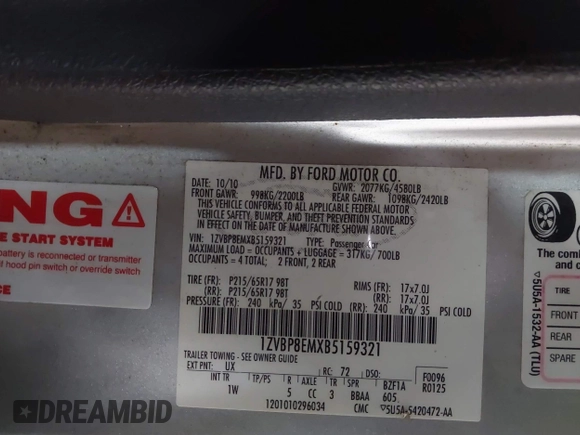 NG
E START SYSTEM
battery is reconnected or transmitter
hood pin switch or override switch
MFD. BY FORD MOTOR CO.
DATE: 10/10
GVWR: 2077KG/4580LB
FRONT GAWR: 998KG/2200LB
REAR GAWR: 1098KG/2420LB
THIS VEHICLE CONFORMS TO ALL APPLICABLE FEDERAL MOTOR
VEHICLE SAFETY, BUMPER, AND THEFT PREVENTION STANDARDS
IN EFFECT ON THE DATE OF MANUFACTURE SHOWN ABOVE.
VIN: 1ZVBP8EMXB5159321 TYPE: Passenger Car
MAXIMUM LOAD = OCCUPANTS + LUGGAGE = 317KG/700LB
OCCUPANTS = 4 TOTAL; 2 FRONT, 2 REAR
TIRE (FR): P215/65R17 98T RIMS (FR): 17x7.0J
(RR): P215/65R17 98T (RR): 17x7.0J
PRESSURE (FR): 240 kPa/ 35 PSI COLD (RR): 240 kPa/ 35 PSI COLD
1ZVBP8EMXB5159321
TRAILER TOWING - SEE OWNER GUIDE
EXT PNT: UX RC: 72 DSO: F0096
INT TR TP/PS R TR SPR BZF1A R0125
1W 5 CC 3 BBAA 605
1201010296034 CMC 5U5A-5420472-AA
The comb
TIRE
FRONT
REAR
SPARE
5U5A-1532-AA (TLU)
DREAMBID